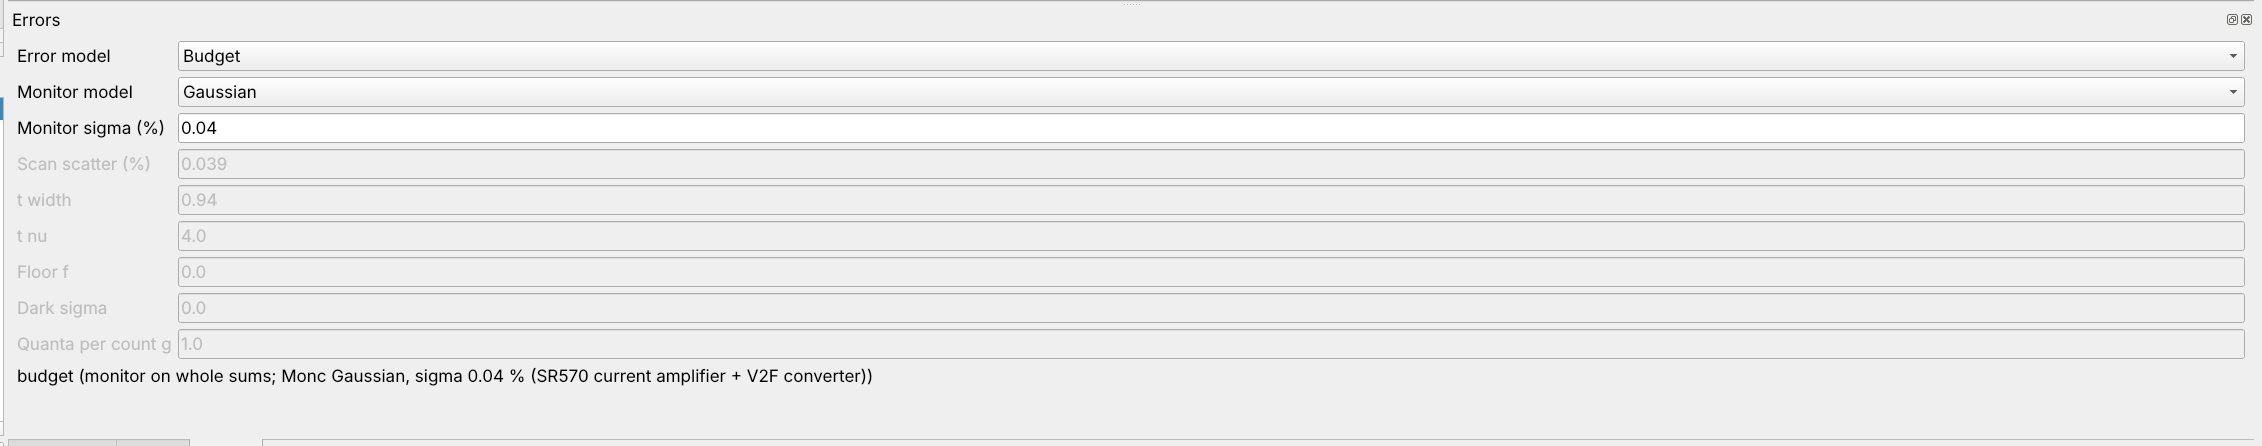 Errors
Error model Budget
Monitor model Gaussian
Monitor sigma (%) 0.04
Scan scatter (%) 0.039
t width 0.94
t nu 4.0
Floor f 0.0
Dark sigma 0.0
Quanta per count g 1.0
budget (monitor on whole sums; Monc Gaussian, sigma 0.04 % (SR570 current amplifier + V2F converter))